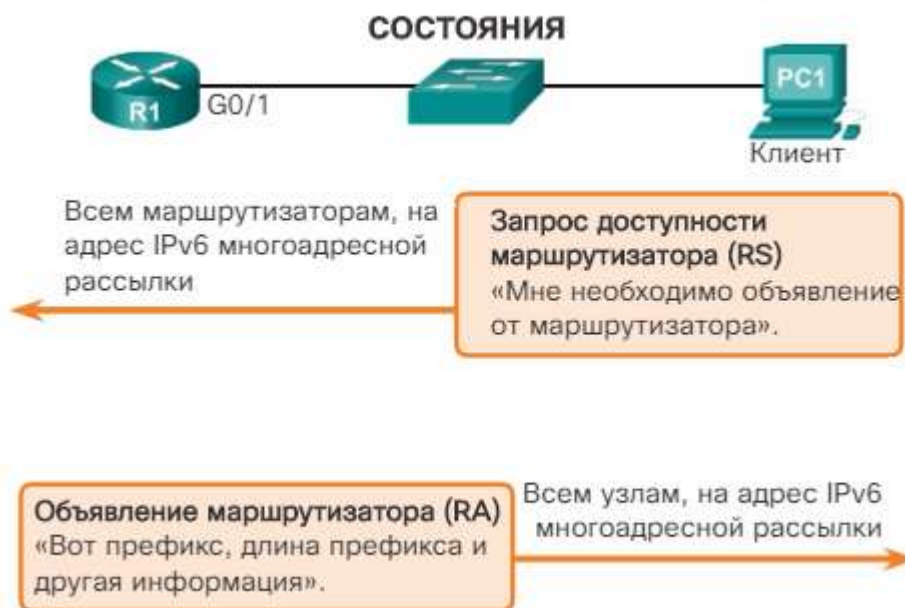 СОСТОЯНИЯ
R1
G0/1
PC1
Клиент
Всем маршрутизаторам, на
адрес IPv6 многоадресной
рассылки
Запрос доступности
маршрутизатора (RS)
«Мне необходимо объявление
от маршрутизатора».
Объявление маршрутизатора (RA)
«Вот префикс, длина префикса и
другая информация».
Всем узлам, на адрес IPv6
многоадресной рассылки